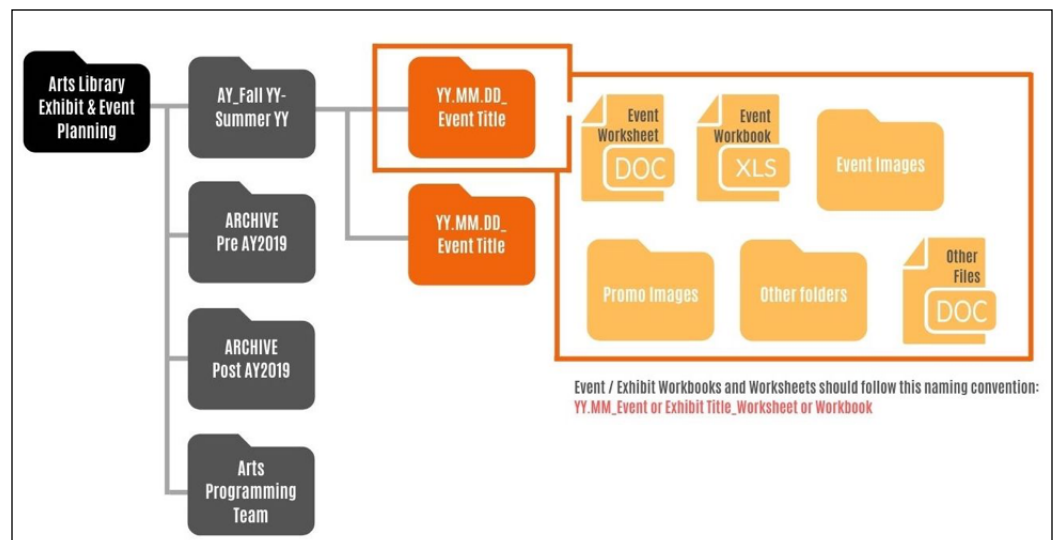 Arts Library
Exhibit & Event
Planning
AY_Fall YY-
Summer YY
ARCHIVE
Pre AY2019
ARCHIVE
Post AY2019
Arts
Programming
Team
YY.MM.DD_
Event Title
YY.MM.DD_
Event Title
Event
Worksheet
DOC
Event
Workbook
XLS
Event Images
Promo Images
Other folders
Other
Files
DOC
Event / Exhibit Workbooks and Worksheets should follow this naming convention:
YY.MM_Event or Exhibit Title_Worksheet or Workbook